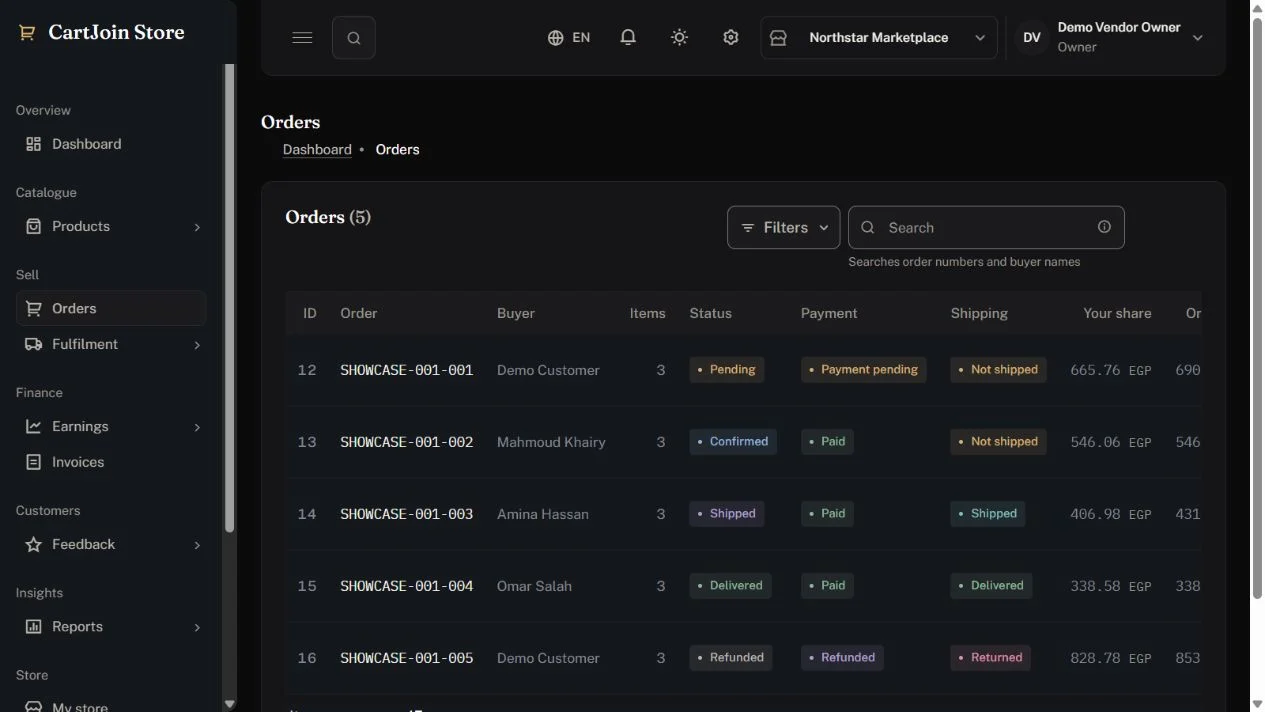 CartJoin Store
EN
Northstar Marketplace
DV
Demo Vendor Owner
Owner
Overview
Dashboard
Catalogue
Products
Sell
Orders
Fulfilment
Finance
Earnings
Invoices
Customers
Feedback
Insights
Reports
Store
My store
Orders
Dashboard • Orders
Orders (5)
Filters
Search
Searches order numbers and buyer names
ID Order Buyer Items Status Payment Shipping Your share Or
12 SHOWCASE-001-001 Demo Customer 3 • Pending • Payment pending • Not shipped 665.76 EGP 690
13 SHOWCASE-001-002 Mahmoud Khairy 3 • Confirmed • Paid • Not shipped 546.06 EGP 546
14 SHOWCASE-001-003 Amina Hassan 3 • Shipped • Paid • Shipped 406.98 EGP 431
15 SHOWCASE-001-004 Omar Salah 3 • Delivered • Paid • Delivered 338.58 EGP 338
16 SHOWCASE-001-005 Demo Customer 3 • Refunded • Refunded • Returned 828.78 EGP 853